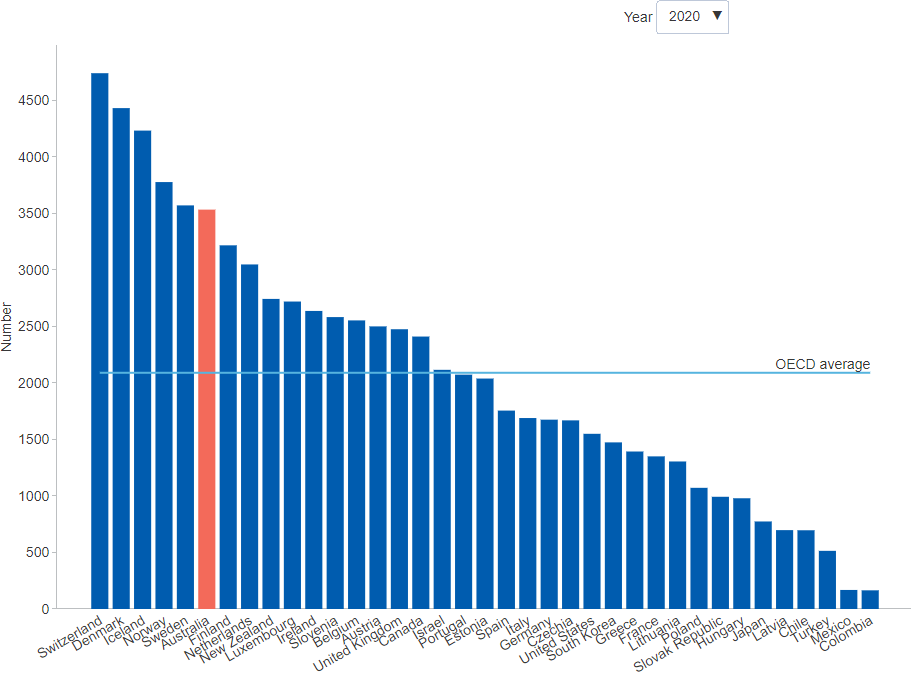 Year 2020 ▼
Number
4500
4000
3500
3000
2500
2000
1500
1000
500
0
OECD average
Switzerland
Denmark
Iceland
Norway
Sweden
Australia
Finland
Netherlands
New Zealand
Luxembourg
Ireland
Slovenia
Belgium
Austria
United Kingdom
Canada
Israel
Portugal
Estonia
Spain
Italy
Germany
Czechia
United States
South Korea
Greece
France
Lithuania
Poland
Slovak Republic
Hungary
Japan
Latvia
Chile
Turkey
Mexico
Colombia